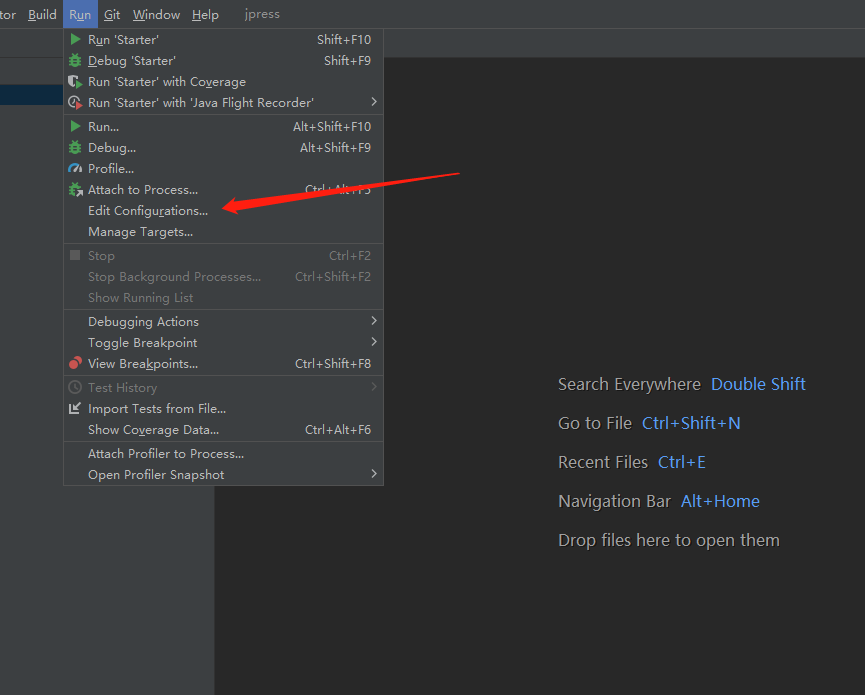 tor Build Run Git Window Help jpress
Run 'Starter' Shift+F10
Debug 'Starter' Shift+F9
Run 'Starter' with Coverage
Run 'Starter' with 'Java Flight Recorder'
Run... Alt+Shift+F10
Debug... Alt+Shift+F9
Profile...
Attach to Process... Ctrl+Alt+F5
Edit Configurations...
Manage Targets...
Stop Ctrl+F2
Stop Background Processes... Ctrl+Shift+F2
Show Running List
Debugging Actions
Toggle Breakpoint
View Breakpoints... Ctrl+Shift+F8
Test History
Import Tests from File...
Show Coverage Data... Ctrl+Alt+F6
Attach Profiler to Process...
Open Profiler Snapshot
Search Everywhere Double Shift
Go to File Ctrl+Shift+N
Recent Files Ctrl+E
Navigation Bar Alt+Home
Drop files here to open them